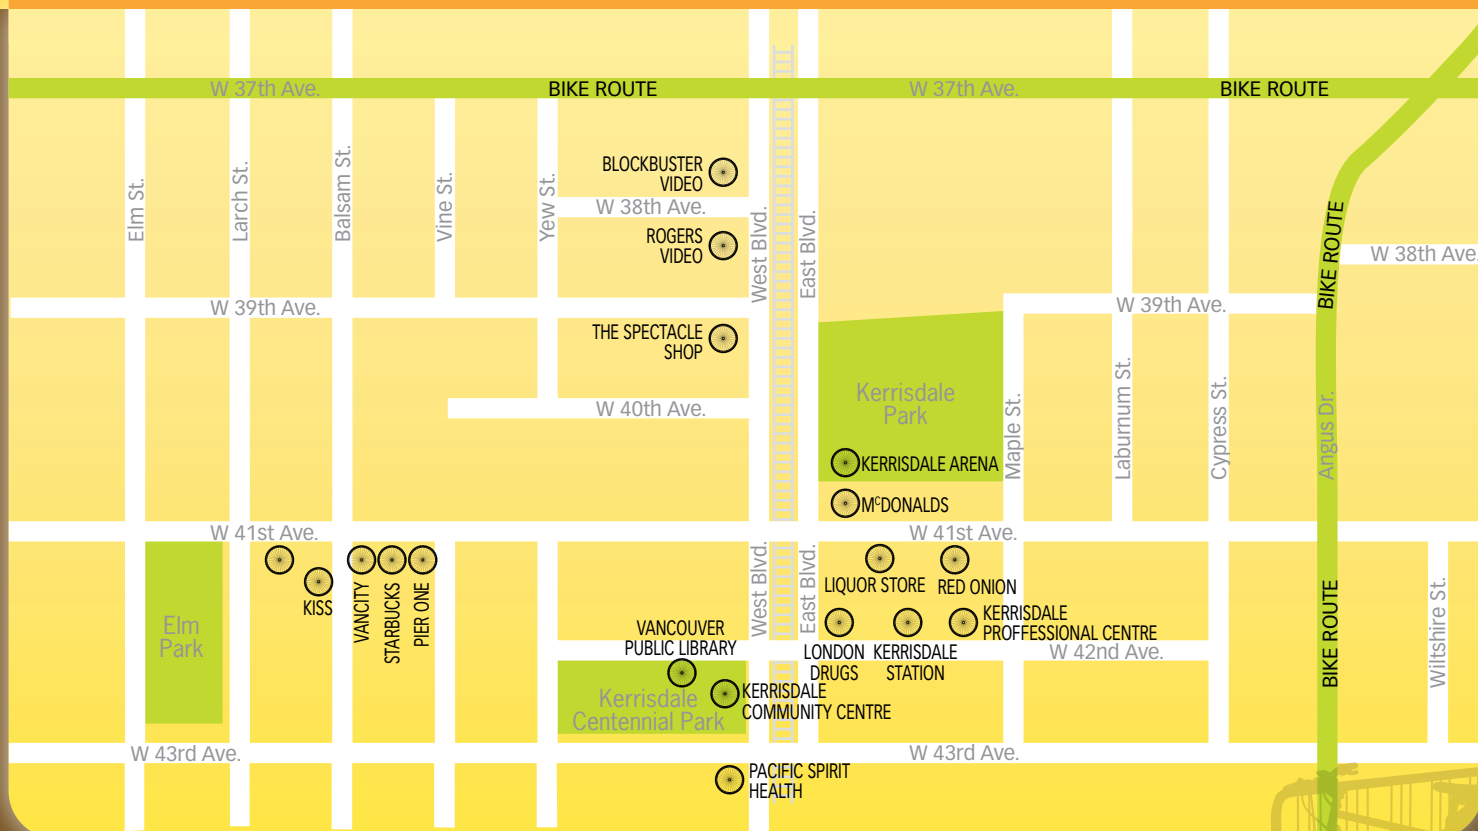 W 37th Ave.
BIKE ROUTE
W 37th Ave.
BIKE ROUTE
Elm St.
Larch St.
Balsam St.
Vine St.
Yew St.
BLOCKBUSTER
VIDEO
W 38th Ave.
ROGERS
VIDEO
West Blvd.
East Blvd.
BIKE ROUTE
W 38th Ave.
W 39th Ave.
W 39th Ave.
THE SPECTACLE
SHOP
Kerrisdale
Park
W 40th Ave.
Maple St.
Laburnum St.
Cypress St.
Angus Dr.
KERRISDALE ARENA
McDONALDS
W 41st Ave.
W 41st Ave.
KISS
VANCITY
STARBUCKS
PIER ONE
West Blvd.
East Blvd.
LIQUOR STORE
RED ONION
Elm
Park
VANCOUVER
PUBLIC LIBRARY
KERRISDALE
PROFFESSIONAL CENTRE
LONDON
DRUGS
KERRISDALE
STATION
W 42nd Ave.
BIKE ROUTE
Wiltshire St.
Kerrisdale
Centennial Park
KERRISDALE
COMMUNITY CENTRE
W 43rd Ave.
W 43rd Ave.
PACIFIC SPIRIT
HEALTH